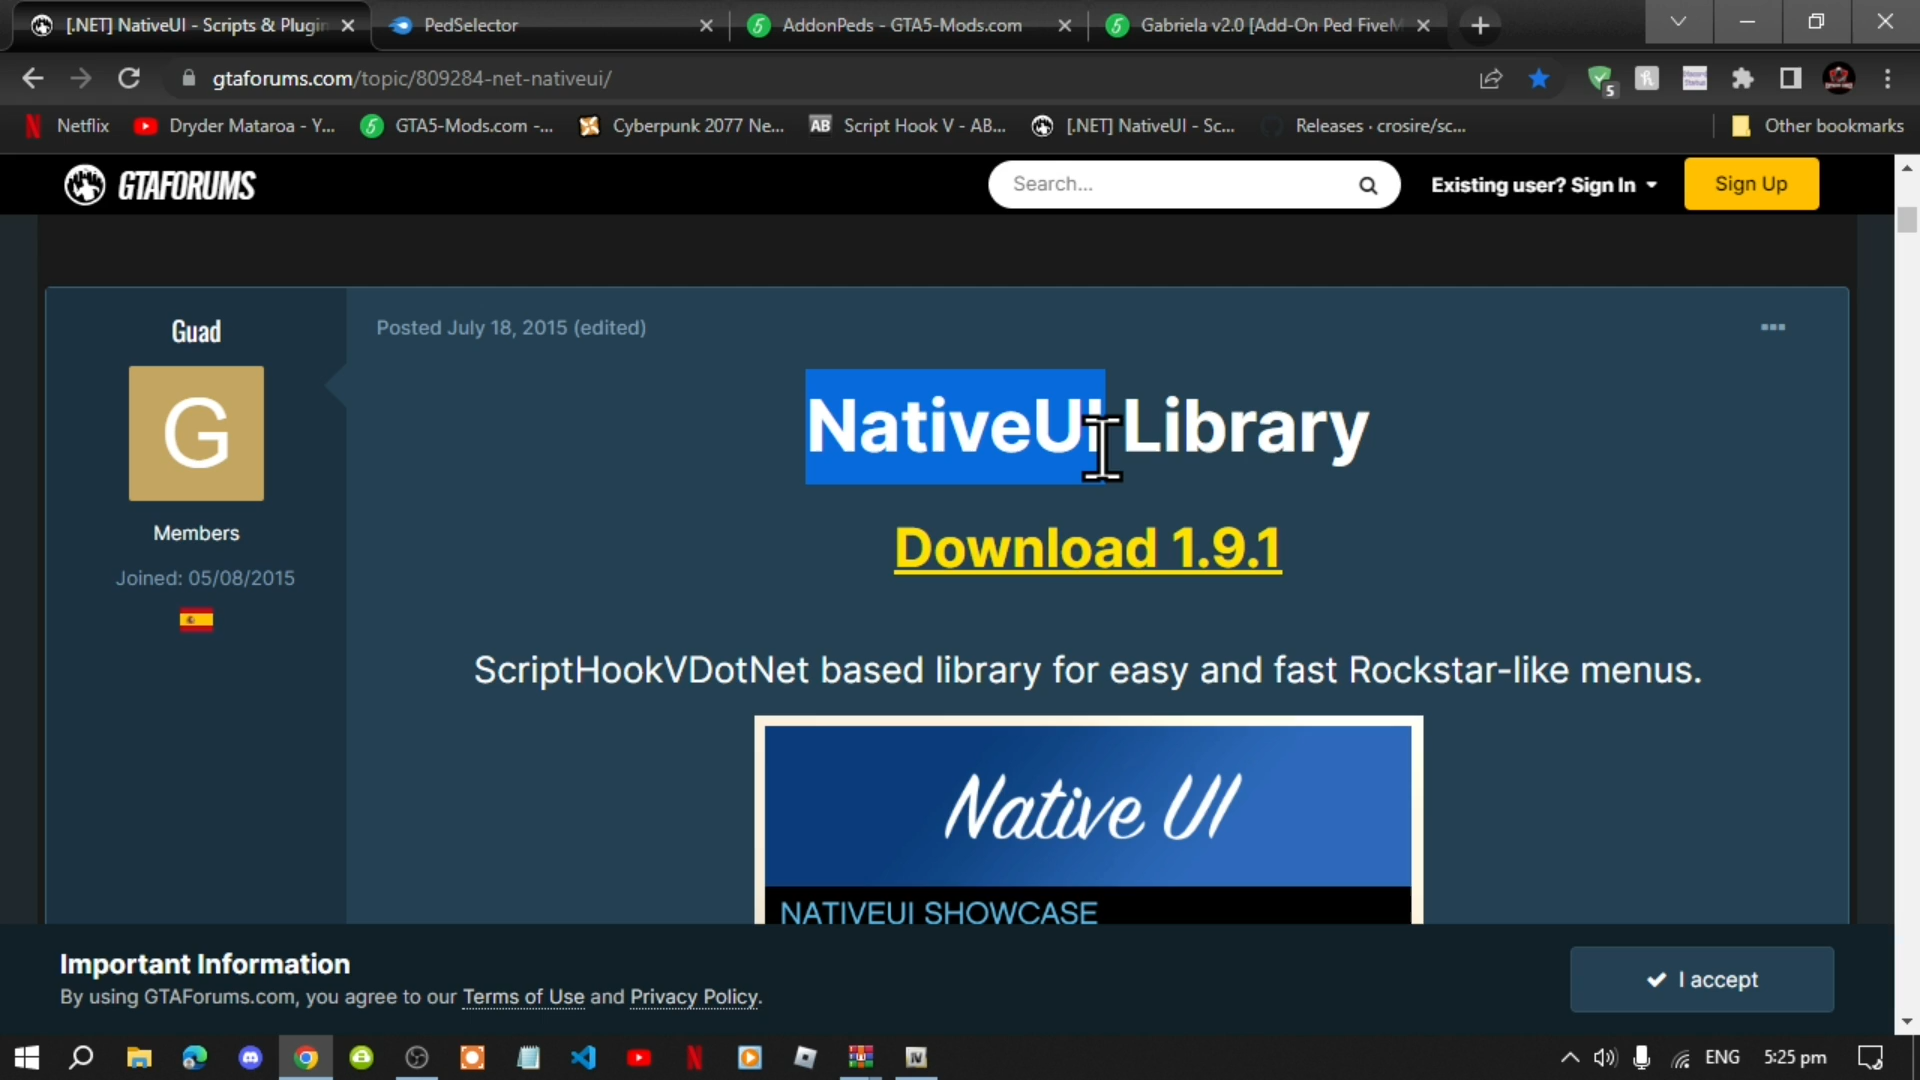 [.NET] NativeUI - Scripts & Plugin
PedSelector
AddonPeds - GTA5-Mods.com
Gabriela v2.0 [Add-On Ped FiveM
gtaforums.com/topic/809284-net-nativeui/
5
Netflix
Dryder Mataroa - Y...
GTA5-Mods.com -...
Cyberpunk 2077 Ne...
AB Script Hook V - AB...
[.NET] NativeUI - Sc...
Releases · crosire/sc...
Other bookmarks
GTAFORUMS
Search...
Existing user? Sign In
Sign Up
Guad
G
Members
Joined: 05/08/2015
Posted July 18, 2015 (edited)
NativeUI Library
Download 1.9.1
ScriptHookVDotNet based library for easy and fast Rockstar-like menus.
Native UI
NATIVEUI SHOWCASE
Important Information
By using GTAForums.com, you agree to our Terms of Use and Privacy Policy.
I accept
ENG
5:25 pm